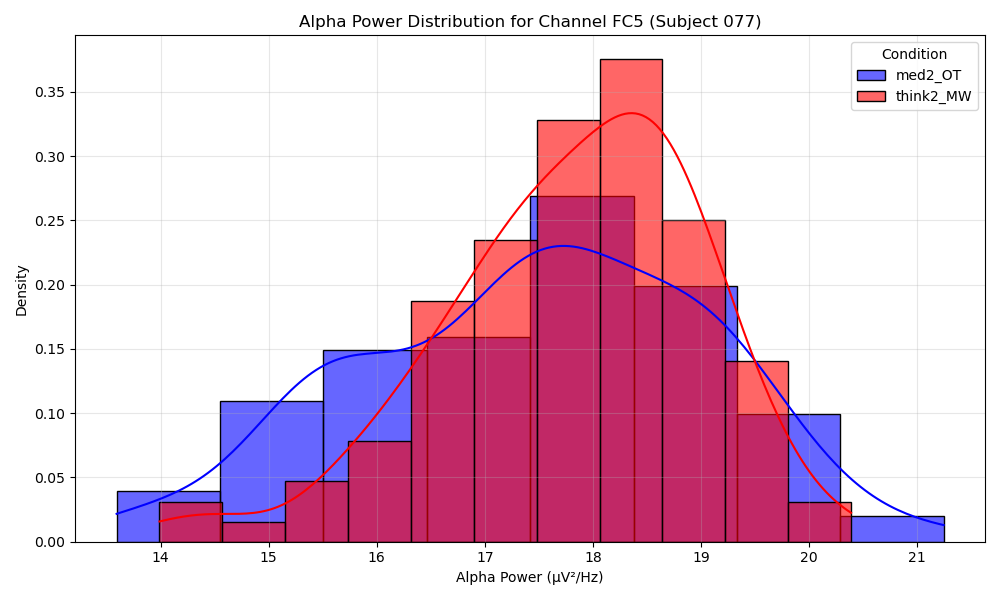 Alpha Power Distribution for Channel FC5 (Subject 077)
Condition
med2_OT
think2_MW
0.35
0.30
0.25
0.20
0.15
0.10
0.05
0.00
Density
14 15 16 17 18 19 20 21
Alpha Power (µV²/Hz)